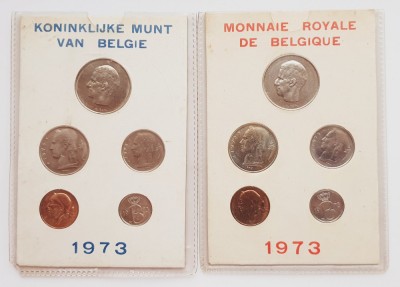 KONINKLIJKE MUNT
VAN BELGIE
1973
MONNAIE ROYALE
DE BELGIQUE
1973